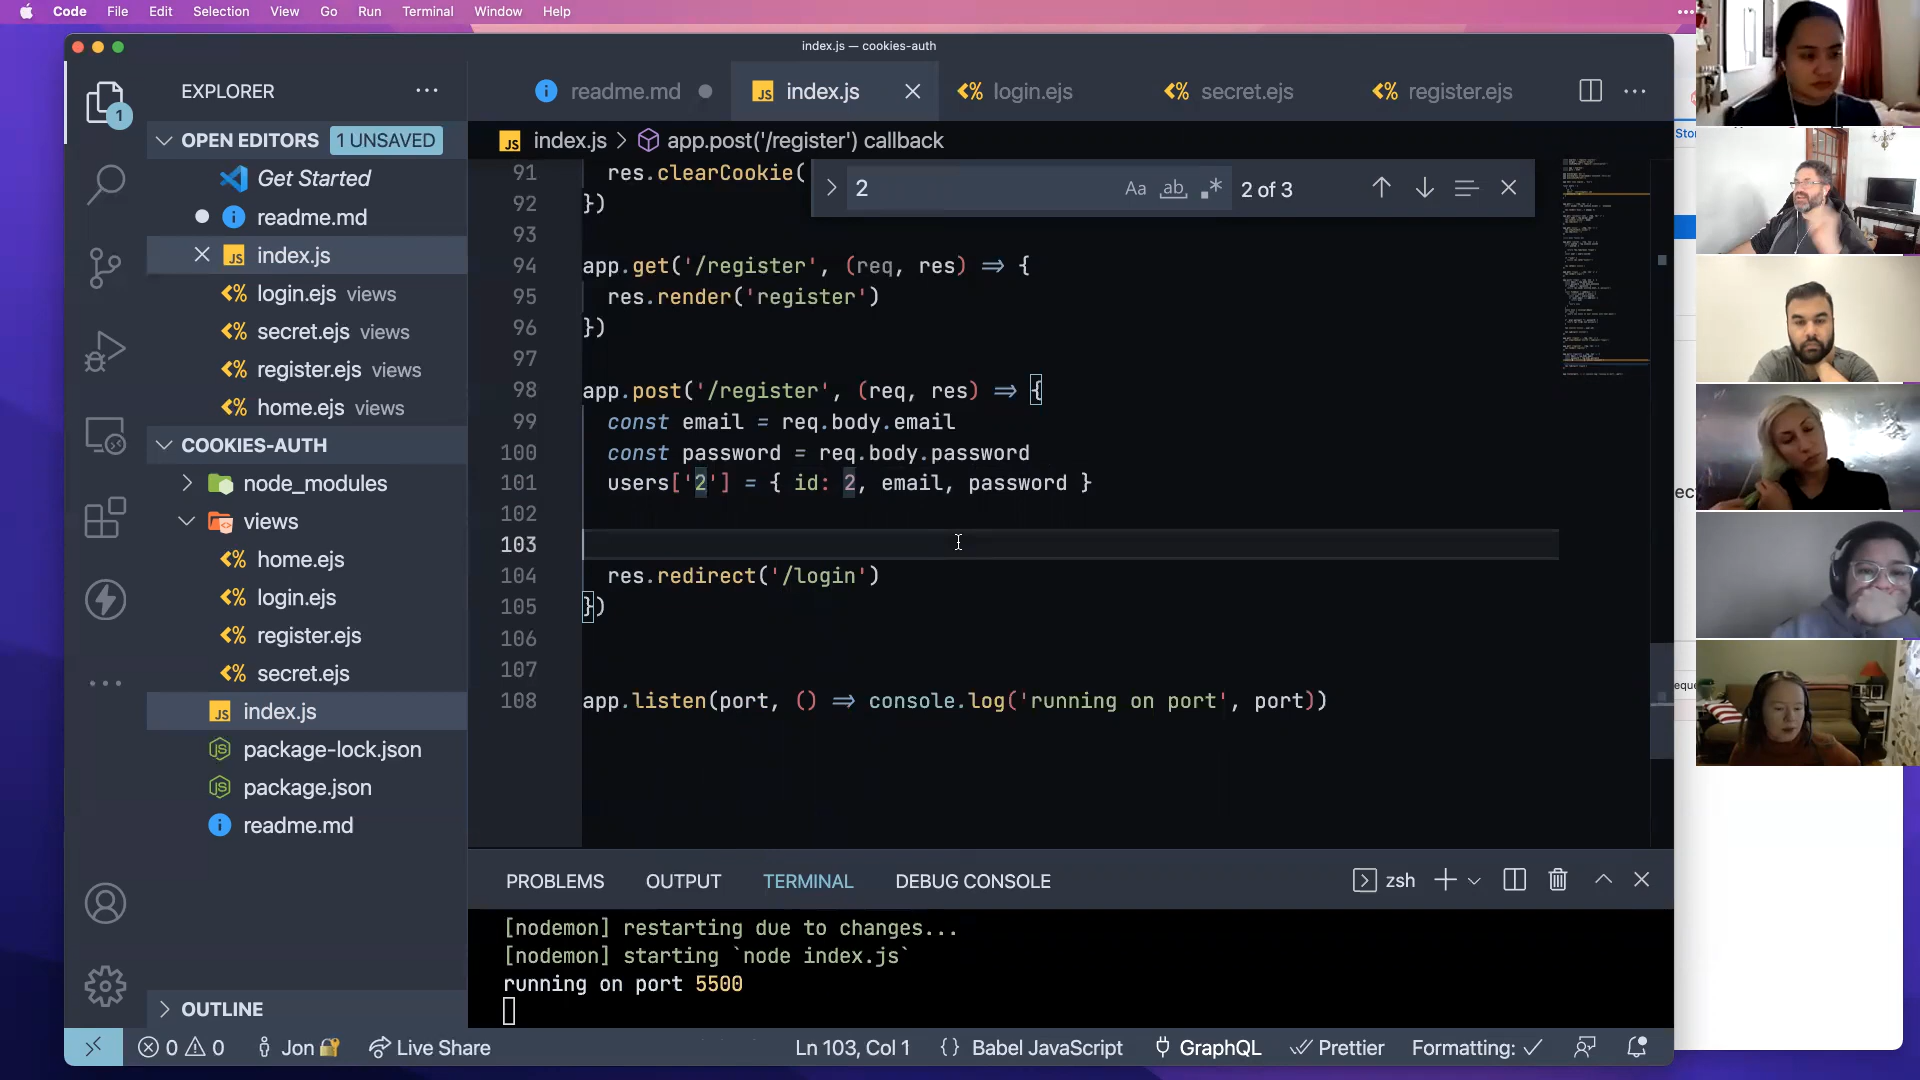 Code File Edit Selection View Go Run Terminal Window Help
index.js — cookies-auth
EXPLORER
readme.md
index.js
login.ejs
secret.ejs
register.ejs
1
OPEN EDITORS 1 UNSAVED
index.js > app.post('/register') callback
Get Started
readme.md
index.js
login.ejs views
secret.ejs views
register.ejs views
home.ejs views
COOKIES-AUTH
node_modules
views
home.ejs
login.ejs
register.ejs
secret.ejs
index.js
package-lock.json
package.json
readme.md
OUTLINE
2 Aa ab 2 of 3
91 res.clearCookie(
92 })
93
94 app.get('/register', (req, res) => {
95 res.render('register')
96 })
97
98 app.post('/register', (req, res) => {
99 const email = req.body.email
100 const password = req.body.password
101 users['2'] = { id: 2, email, password }
102
103
104 res.redirect('/login')
105 })
106
107
108 app.listen(port, () => console.log('running on port', port))
PROBLEMS OUTPUT TERMINAL DEBUG CONSOLE zsh
[nodemon] restarting due to changes...
[nodemon] starting `node index.js`
running on port 5500
0 0 Jon Live Share Ln 103, Col 1 {} Babel JavaScript GraphQL Prettier Formatting: ✓